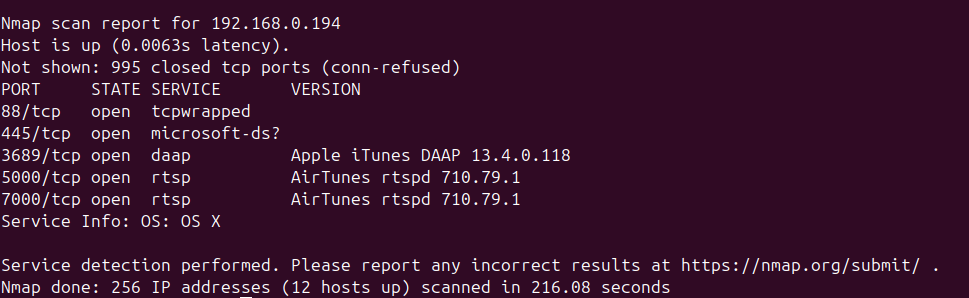 Nmap scan report for 192.168.0.194
Host is up (0.0063s latency).
Not shown: 995 closed tcp ports (conn-refused)
PORT     STATE SERVICE       VERSION
88/tcp   open  tcpwrapped
445/tcp  open  microsoft-ds?
3689/tcp open  daap          Apple iTunes DAAP 13.4.0.118
5000/tcp open  rtsp          AirTunes rtspd 710.79.1
7000/tcp open  rtsp          AirTunes rtspd 710.79.1
Service Info: OS: OS X

Service detection performed. Please report any incorrect results at https://nmap.org/submit/ .
Nmap done: 256 IP addresses (12 hosts up) scanned in 216.08 seconds